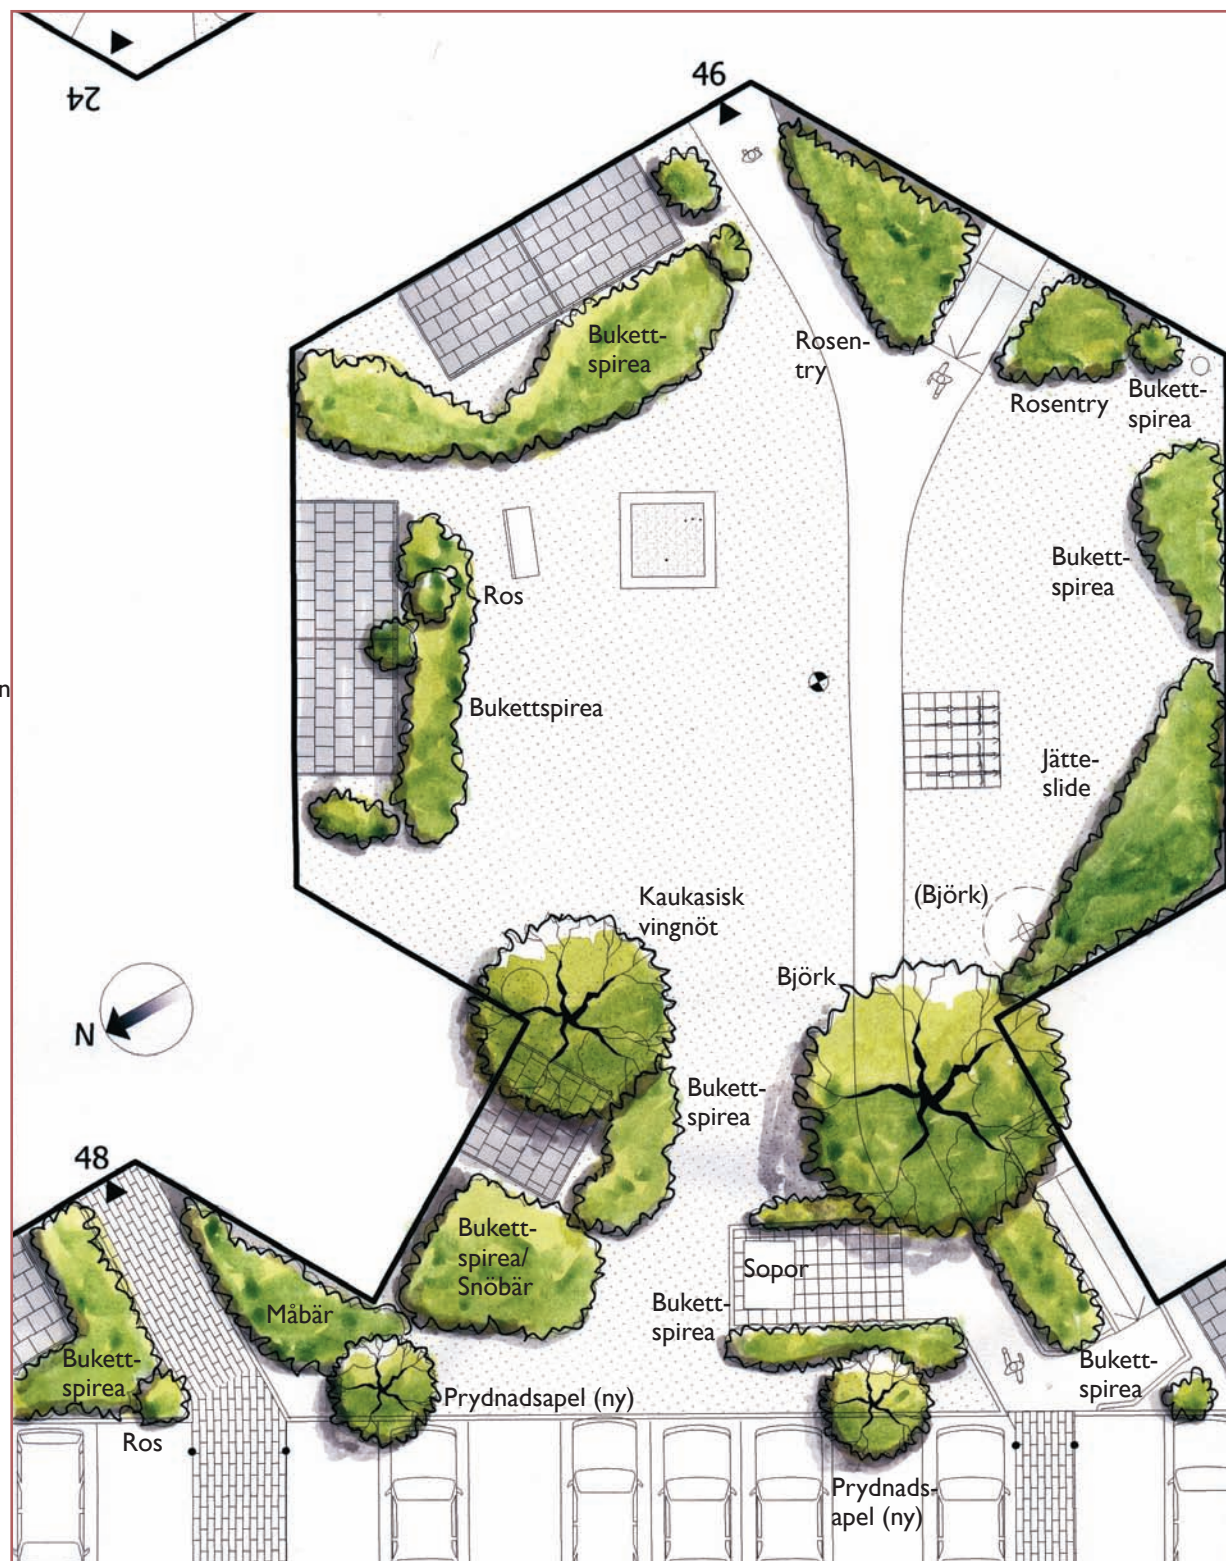 24
46
Bukett-
spirea
Rosen-
try
Rosentry
Bukett-
spirea
Bukett-
spirea
Ros
n
Bukettspirea
Jätte-
slide
(Björk)
Kaukasisk
vingnöt
Björk
N
Bukett-
spirea
48
Bukett-
spirea/
Snöbär
Sopor
Måbär
Bukett-
spirea
Bukett-
spirea
Bukett-
spirea
Prydnadsapel (ny)
Ros
Prydnads-
apel (ny)